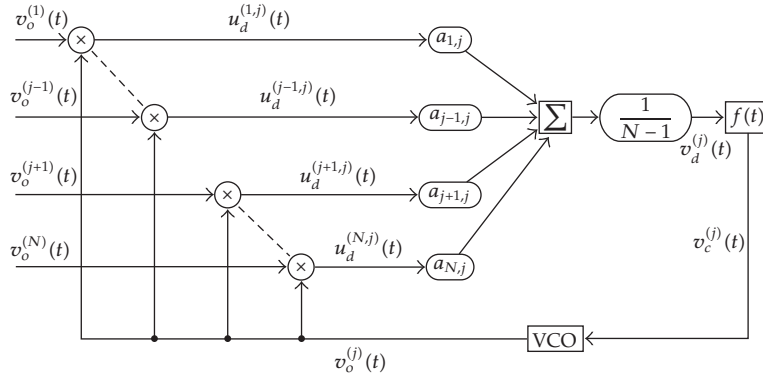 v_o^{(1)}(t) u_d^{(1,j)}(t) a_{1,j}
×
v_o^{(j−1)}(t) u_d^{(j−1,j)}(t) a_{j−1,j}
×
Σ
1/(N − 1)
v_d^{(j)}(t)
f(t)
v_o^{(j+1)}(t) u_d^{(j+1,j)}(t) a_{j+1,j}
×
v_o^{(N)}(t) u_d^{(N,j)}(t) a_{N,j}
×
v_c^{(j)}(t)
VCO
v_o^{(j)}(t)